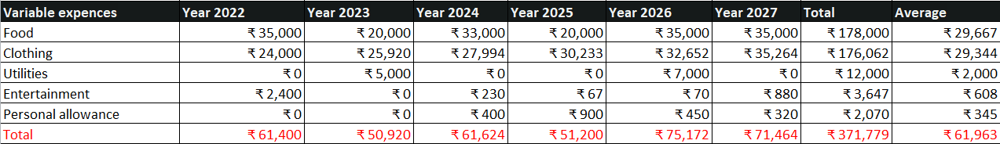 Variable expences Year 2022 Year 2023 Year 2024 Year 2025 Year 2026 Year 2027 Total Average
Food ₹ 35,000 ₹ 20,000 ₹ 33,000 ₹ 20,000 ₹ 35,000 ₹ 35,000 ₹ 178,000 ₹ 29,667
Clothing ₹ 24,000 ₹ 25,920 ₹ 27,994 ₹ 30,233 ₹ 32,652 ₹ 35,264 ₹ 176,062 ₹ 29,344
Utilities ₹ 0 ₹ 5,000 ₹ 0 ₹ 0 ₹ 7,000 ₹ 0 ₹ 12,000 ₹ 2,000
Entertainment ₹ 2,400 ₹ 0 ₹ 230 ₹ 67 ₹ 70 ₹ 880 ₹ 3,647 ₹ 608
Personal allowance ₹ 0 ₹ 0 ₹ 400 ₹ 900 ₹ 450 ₹ 320 ₹ 2,070 ₹ 345
Total ₹ 61,400 ₹ 50,920 ₹ 61,624 ₹ 51,200 ₹ 75,172 ₹ 71,464 ₹ 371,779 ₹ 61,963